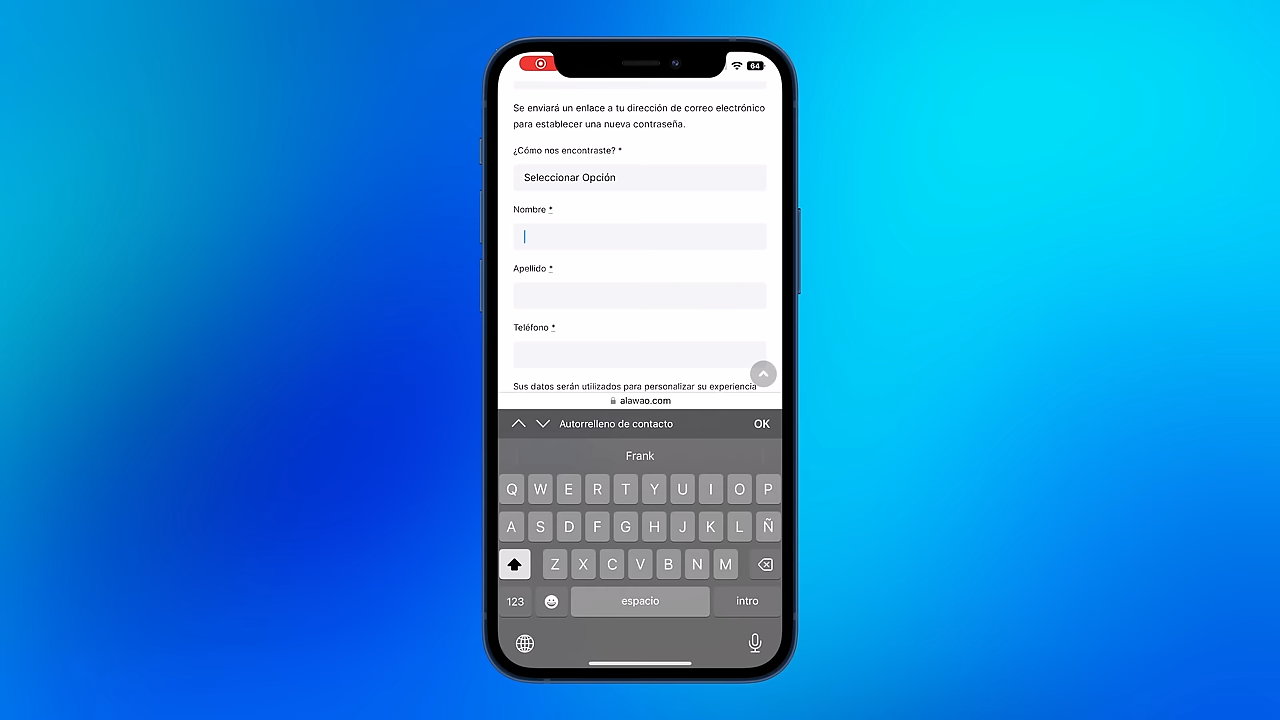 64
Se enviará un enlace a tu dirección de correo electrónico
para establecer una nueva contraseña.
¿Cómo nos encontraste? *
Seleccionar Opción
Nombre *
Apellido *
Teléfono *
Sus datos serán utilizados para personalizar su experiencia
alawao.com
Autorrelleno de contacto OK
Frank
Q W E R T Y U I O P
A S D F G H J K L Ñ
Z X C V B N M
123 espacio intro